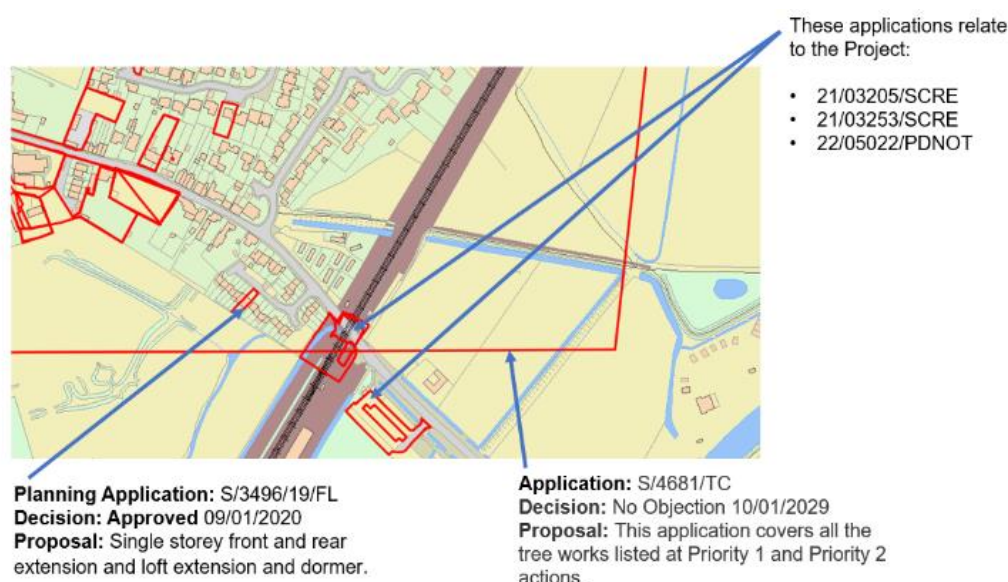 These applications relate
to the Project:
• 21/03205/SCRE
• 21/03253/SCRE
• 22/05022/PDNOT
Planning Application: S/3496/19/FL
Decision: Approved 09/01/2020
Proposal: Single storey front and rear
extension and loft extension and dormer.
Application: S/4681/TC
Decision: No Objection 10/01/2029
Proposal: This application covers all the
tree works listed at Priority 1 and Priority 2
actions